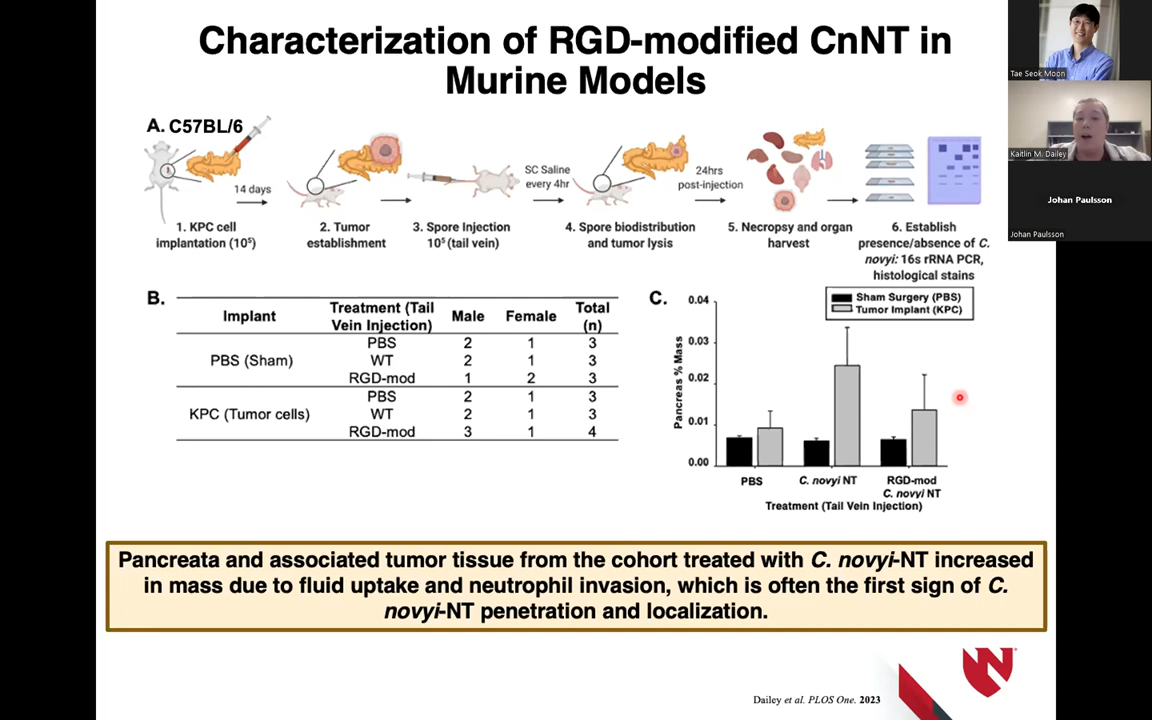 Characterization of RGD-modified CnNT in
Murine Models
Tae Seok Moon
Kaitlin M. Dailey
Johan Paulsson
Johan Paulsson
A. C57BL/6
14 days
SC Saline
every 4hr
24hrs
post-injection
1. KPC cell
implantation (10⁵)
2. Tumor
establishment
3. Spore Injection
10⁵ (tail vein)
4. Spore biodistribution
and tumor lysis
5. Necropsy and organ
harvest
6. Establish
presence/absence of C.
novyi: 16s rRNA PCR,
histological stains
B.
Implant Treatment (Tail Vein Injection) Male Female Total (n)
PBS (Sham) PBS 2 1 3
WT 2 1 3
RGD-mod 1 2 3
KPC (Tumor cells) PBS 2 1 3
WT 2 1 3
RGD-mod 3 1 4
C.
Sham Surgery (PBS)
Tumor Implant (KPC)
Pancreas % Mass
0.04
0.03
0.02
0.01
0.00
PBS
C. novyi NT
RGD-mod
C. novyi NT
Treatment (Tail Vein Injection)
Pancreata and associated tumor tissue from the cohort treated with C. novyi-NT increased
in mass due to fluid uptake and neutrophil invasion, which is often the first sign of C.
novyi-NT penetration and localization.
Dailey et al. PLOS One. 2023
N